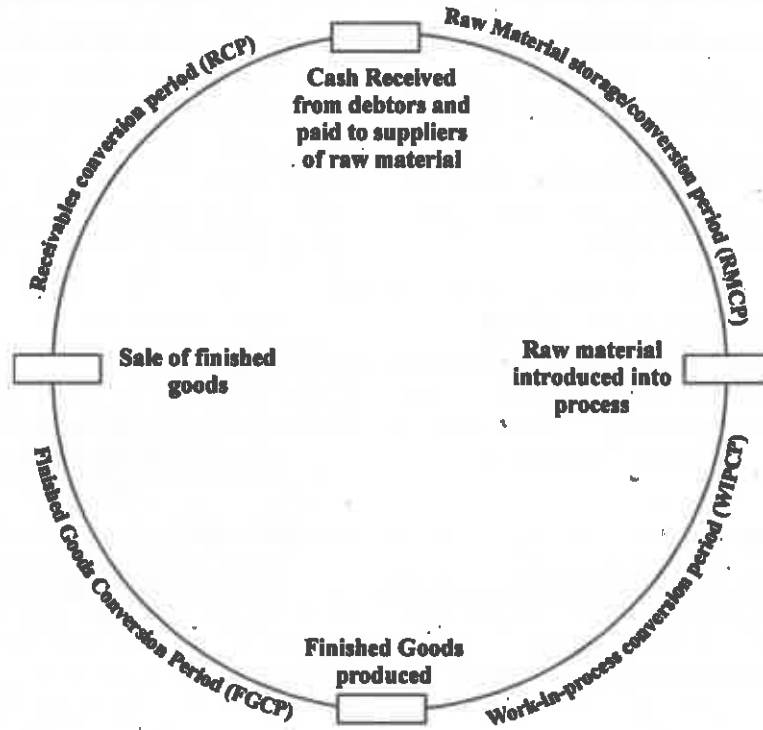 Receivables conversion period (RCP)
Raw Material storage/conversion period (RMCP)
Cash Received
from debtors and
paid to suppliers
of raw material
Sale of finished
goods
Raw material
introduced into
process
Finished Goods Conversion Period (FGCP)
Work-in-process conversion period (WIPCP)
Finished Goods
produced